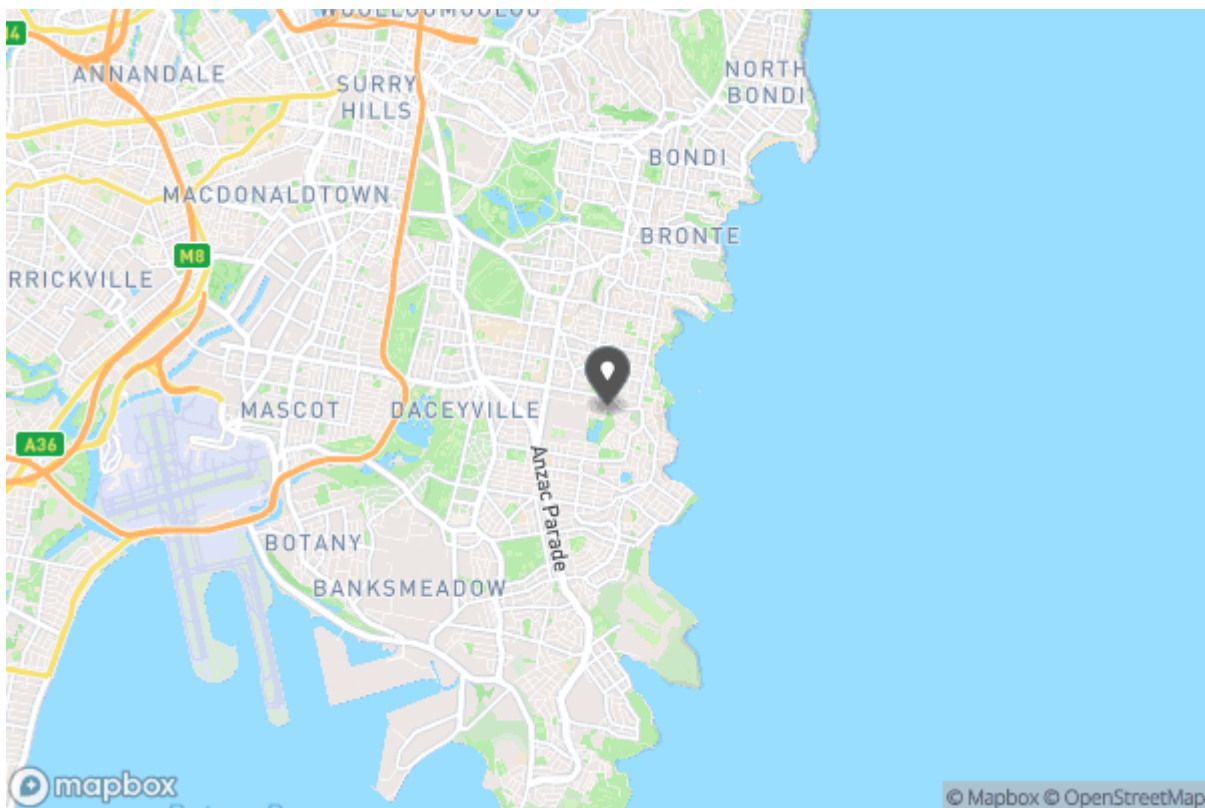 WOOLLOOMOOLOO
M4
ANNANDALE
NORTH
BONDI
SURRY
HILLS
BONDI
MACDONALDTOWN
BRONTE
M8
RRICKVILLE
MASCOT
DACEYVILLE
A36
Anzac Parade
BOTANY
BANKSMEADOW
mapbox
© Mapbox © OpenStreetMap